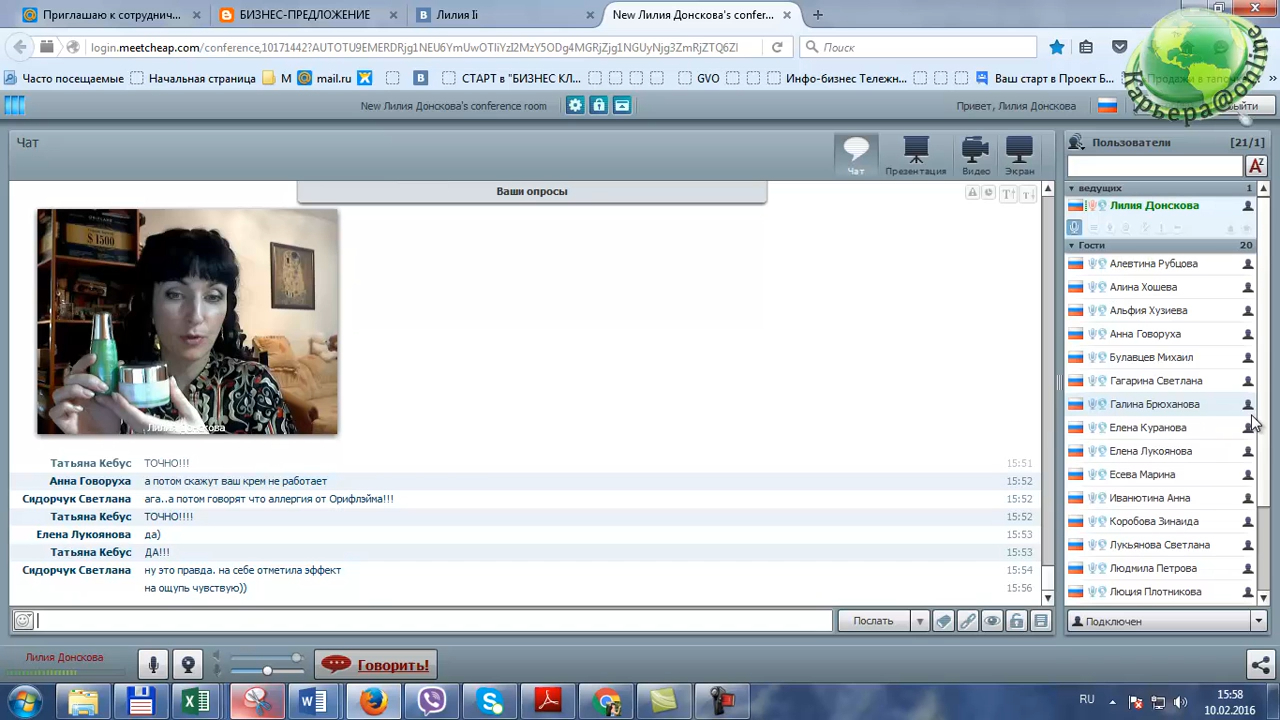 Приглашаю к сотрудничест...
БИЗНЕС-ПРЕДЛОЖЕНИЕ
Лилия Ii
New Лилия Донскова's confer...
login.meetcheap.com/conference,10171442?
Поиск
Часто посещаемые
Начальная страница
M
mail.ru
СТАРТ в "БИЗНЕС КЛ...
GVO
Инфо-бизнес Тележн...
Ваш старт в Проект Б...
Продажи в тапочк...
Карьера@online
New Лилия Донскова's conference room
Привет, Лилия Донскова
Выйти
Чат
Чат
Презентация
Видео
Экран
Пользователи
[21/1]
Ваши опросы
ведущих 1
Лилия Донскова
Гости 20
Алевтина Рубцова
Алина Хошева
Альфия Хузиева
Анна Говоруха
Булавцев Михаил
Гагарина Светлана
Галина Брюханова
Елена Куранова
Елена Лукоянова
Есева Марина
Иванютина Анна
Коробова Зинаида
Лукьянова Светлана
Людмила Петрова
Люция Плотникова
$ 1500
Лилия Донскова
Татьяна Кебус ТОЧНО!!! 15:51
Анна Говоруха а потом скажут ваш крем не работает 15:52
Сидорчук Светлана ага..а потом говорят что аллергия от Орифлэйма!!! 15:52
Татьяна Кебус ТОЧНО!!!! 15:52
Елена Лукоянова да) 15:53
Татьяна Кебус ДА!!! 15:53
Сидорчук Светлана ну это правда. на себе отметила эффект 15:54
на ощупь чувствую)) 15:56
Послать
Подключен
Лилия Донскова
Говорить!
RU
15:58
10.02.2016